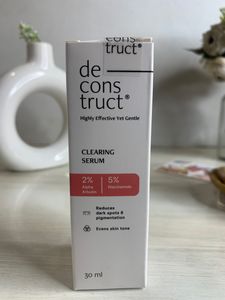 cons
truct®
de
cons
truct®
Highly Effective Yet Gentle
CLEARING
SERUM
2%
Alpha
Arbutin
5%
Niacinamide
Reduces
dark spots &
pigmentation
Evens skin tone
30 ml